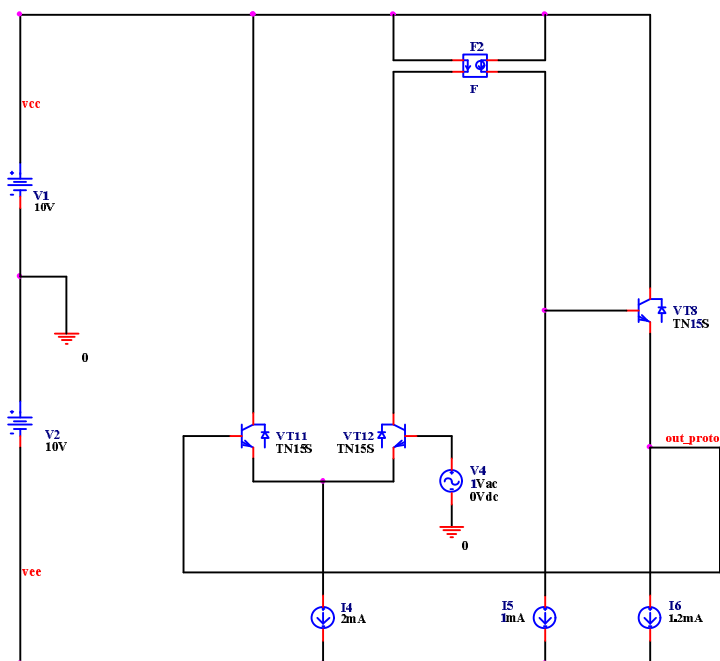 F2
F
vcc
V1
10V
0
VT8
TN15S
V2
10V
VT11
TN15S
VT12
TN15S
out_proto
V4
1Vac
0Vdc
0
vee
I4
2mA
I5
1mA
I6
1.2mA